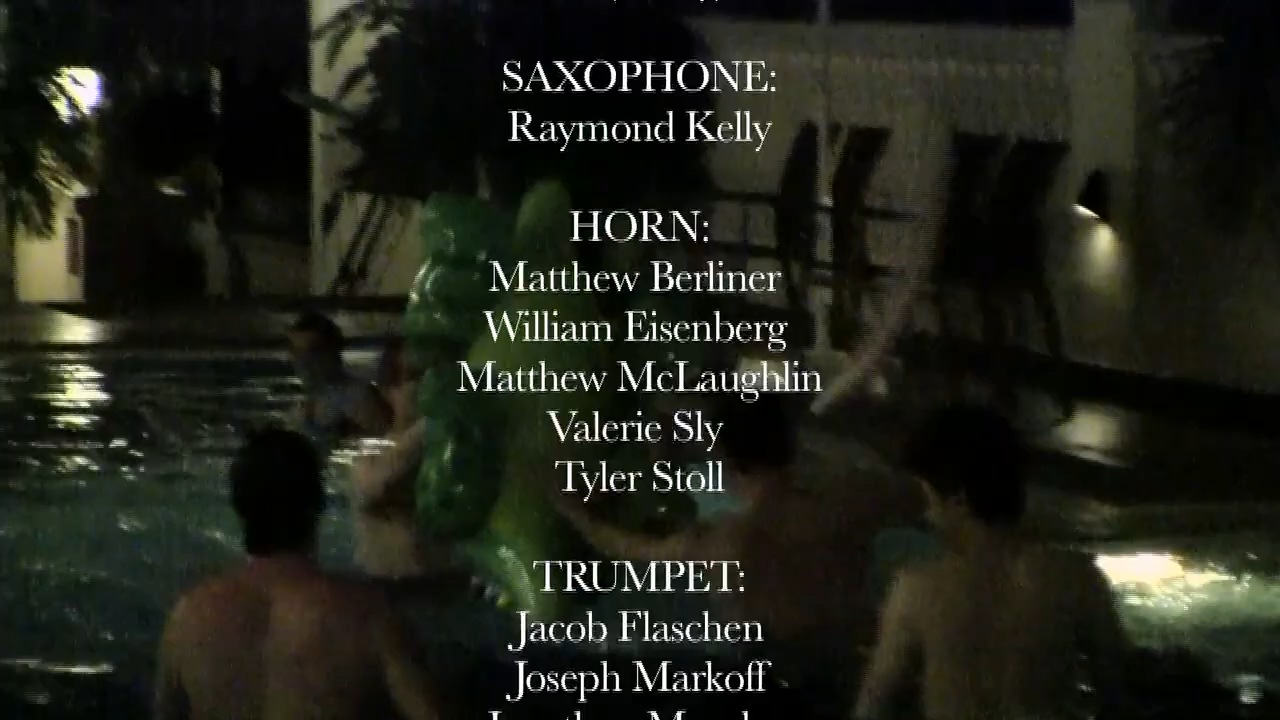 SAXOPHONE:
Raymond Kelly
HORN:
Matthew Berliner
William Eisenberg
Matthew McLaughlin
Valerie Sly
Tyler Stoll
TRUMPET:
Jacob Flaschen
Joseph Markoff